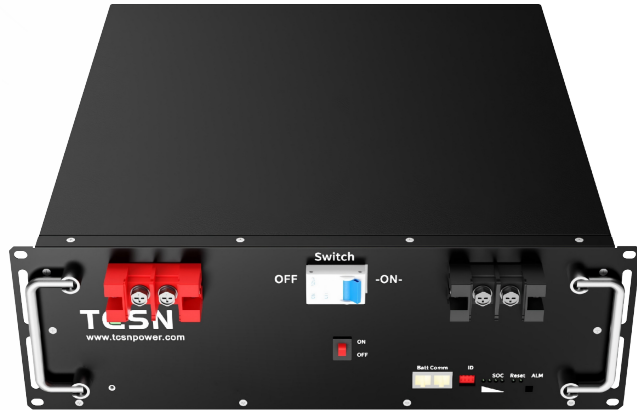 Switch
OFF
-ON-
TCSN
www.tcsnpower.com
ON
OFF
Batt Comm
ID
SOC
Reset
ALM